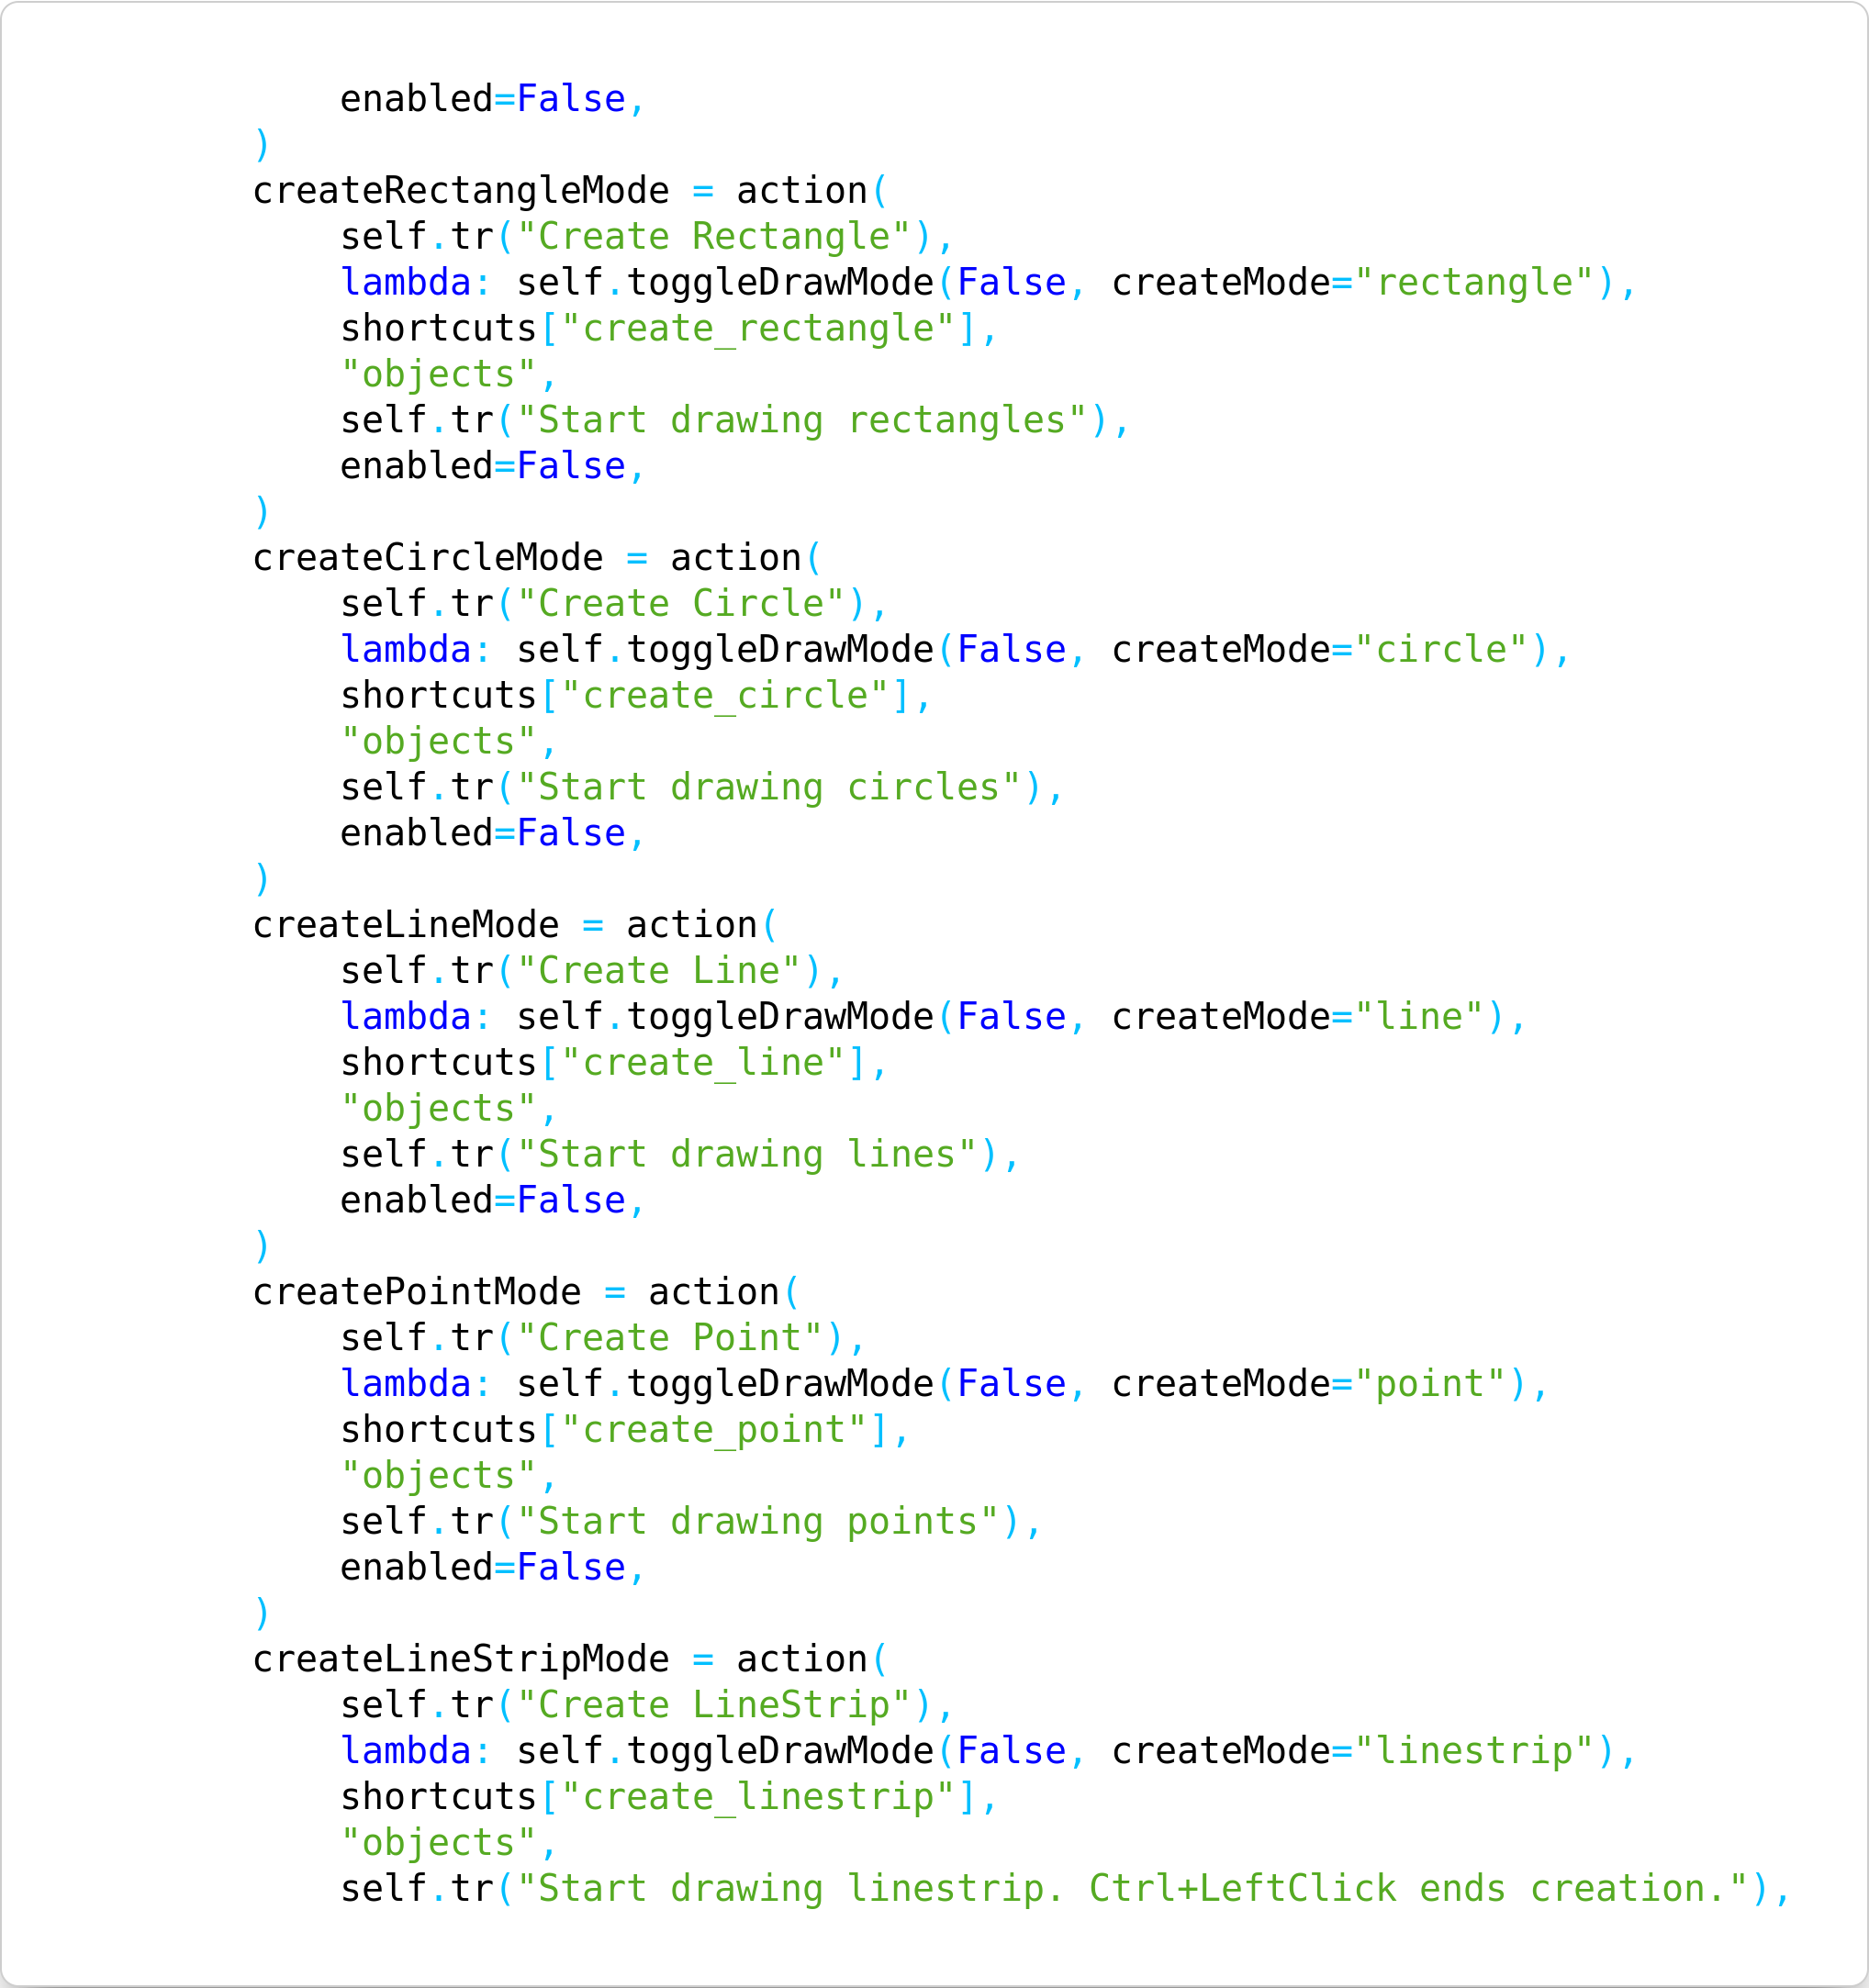 enabled=False,
        )
        createRectangleMode = action(
            self.tr("Create Rectangle"),
            lambda: self.toggleDrawMode(False, createMode="rectangle"),
            shortcuts["create_rectangle"],
            "objects",
            self.tr("Start drawing rectangles"),
            enabled=False,
        )
        createCircleMode = action(
            self.tr("Create Circle"),
            lambda: self.toggleDrawMode(False, createMode="circle"),
            shortcuts["create_circle"],
            "objects",
            self.tr("Start drawing circles"),
            enabled=False,
        )
        createLineMode = action(
            self.tr("Create Line"),
            lambda: self.toggleDrawMode(False, createMode="line"),
            shortcuts["create_line"],
            "objects",
            self.tr("Start drawing lines"),
            enabled=False,
        )
        createPointMode = action(
            self.tr("Create Point"),
            lambda: self.toggleDrawMode(False, createMode="point"),
            shortcuts["create_point"],
            "objects",
            self.tr("Start drawing points"),
            enabled=False,
        )
        createLineStripMode = action(
            self.tr("Create LineStrip"),
            lambda: self.toggleDrawMode(False, createMode="linestrip"),
            shortcuts["create_linestrip"],
            "objects",
            self.tr("Start drawing linestrip. Ctrl+LeftClick ends creation."),